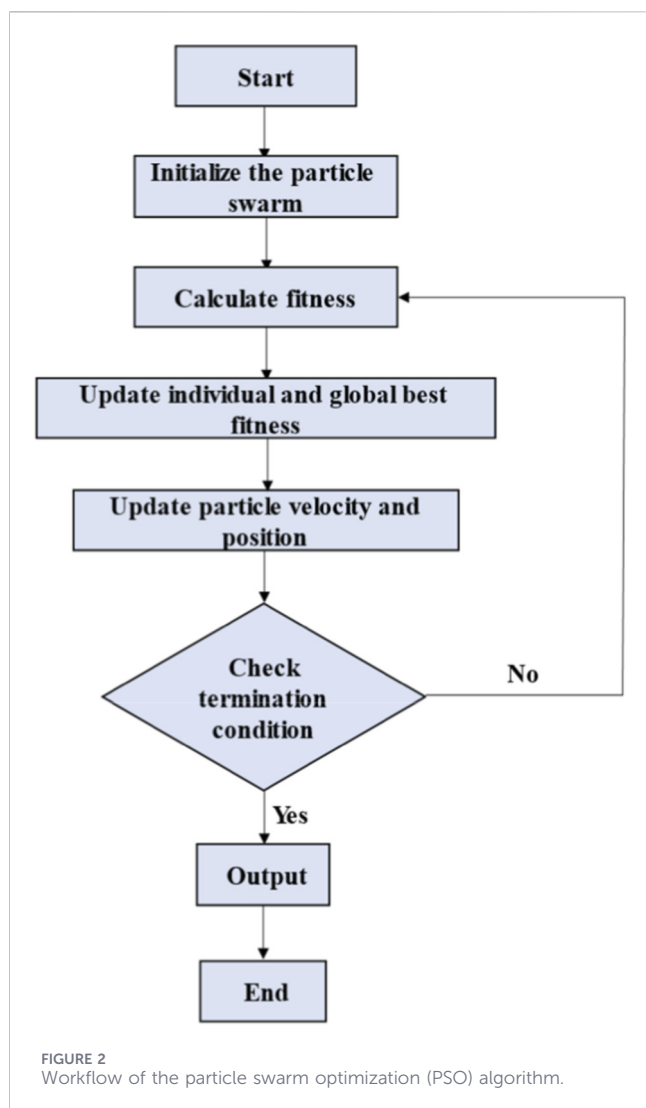 Start
Initialize the particle
swarm
Calculate fitness
Update individual and global best
fitness
Update particle velocity and
position
Check
termination
condition
No
Yes
Output
End
FIGURE 2
Workflow of the particle swarm optimization (PSO) algorithm.